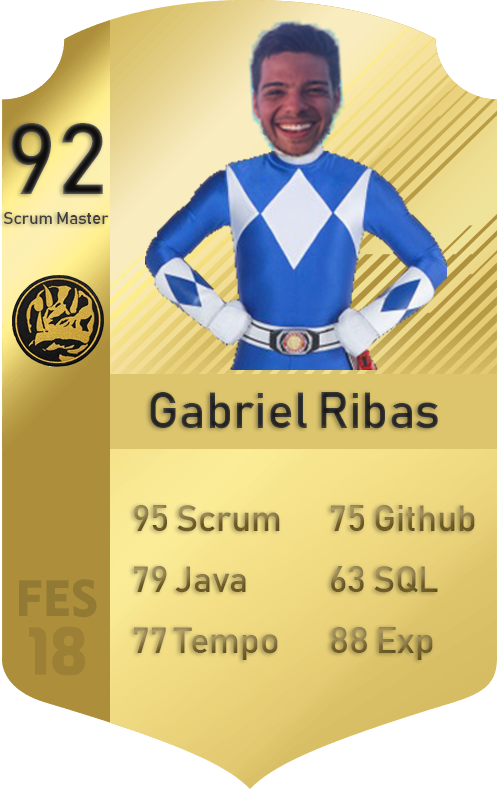 92
Scrum Master
Gabriel Ribas
95 Scrum
75 Github
79 Java
63 SQL
77 Tempo
88 Exp
FES
18